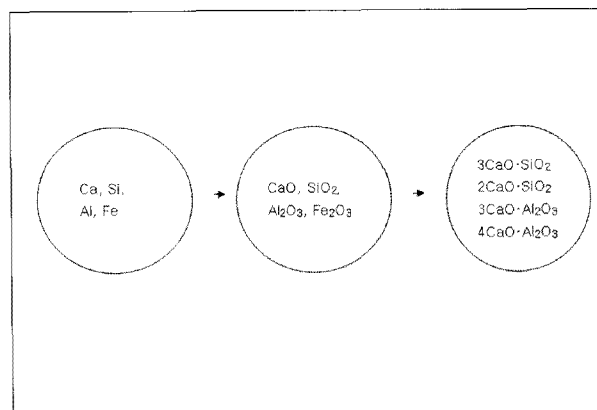 Ca, Si,
Al, Fe
CaO, SiO₂,
Al₂O₃, Fe₂O₃
3CaO·SiO₂
2CaO·SiO₂
3CaO·Al₂O₃
4CaO·Al₂O₃